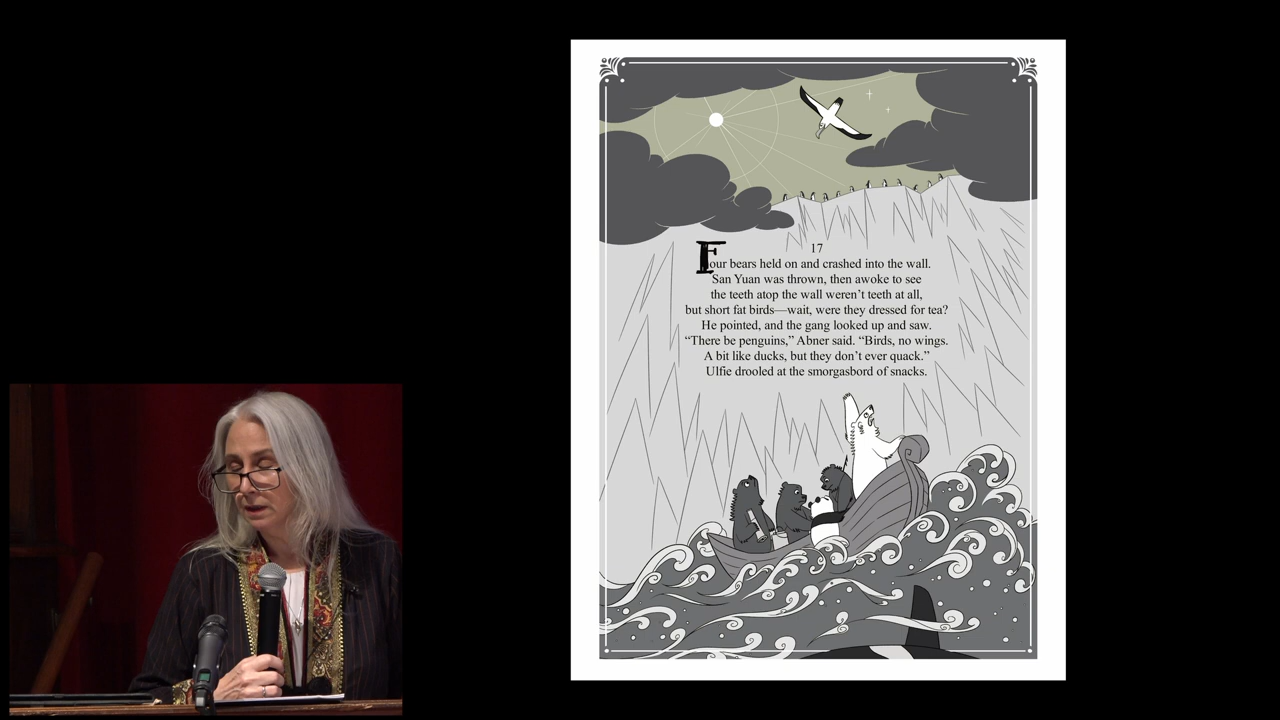 17
Four bears held on and crashed into the wall.
San Yuan was thrown, then awoke to see
the teeth atop the wall weren’t teeth at all,
but short fat birds—wait, were they dressed for tea?
He pointed, and the gang looked up and saw.
“There be penguins,” Abner said. “Birds, no wings.
A bit like ducks, but they don’t ever quack.”
Ulfie drooled at the smorgasbord of snacks.